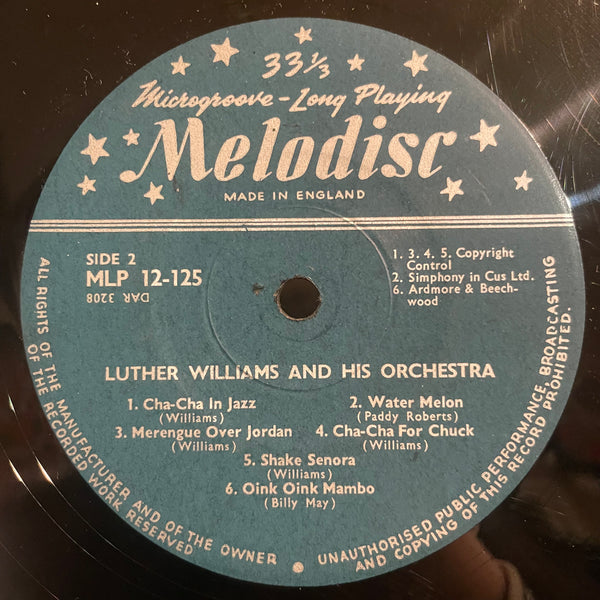 33⅓
Microgroove - Long Playing
Melodisc
MADE IN ENGLAND
SIDE 2
MLP 12-125
DAR 3208
1. 3. 4. 5. Copyright
Control
2. Simphony in Cus Ltd.
6. Ardmore & Beech-
wood
LUTHER WILLIAMS AND HIS ORCHESTRA
1. Cha-Cha In Jazz
(Williams)
2. Water Melon
(Paddy Roberts)
3. Merengue Over Jordan
(Williams)
4. Cha-Cha For Chuck
(Williams)
5. Shake Senora
(Williams)
6. Oink Oink Mambo
(Billy May)
ALL RIGHTS OF THE MANUFACTURER AND OF THE OWNER
OF THE RECORDED WORK RESERVED
• UNAUTHORISED PUBLIC PERFORMANCE, BROADCASTING
AND COPYING OF THIS RECORD PROHIBITED.